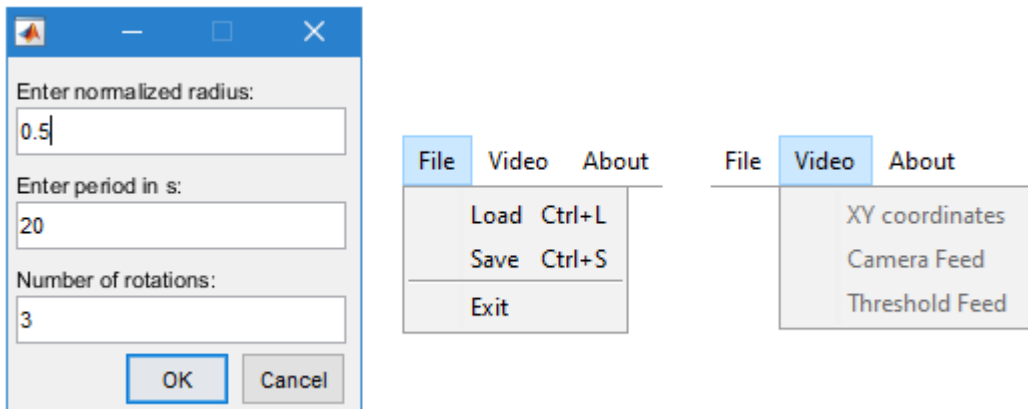 Enter normalized radius:
0.5
Enter period in s:
20
Number of rotations:
3
OK Cancel
File Video About
Load Ctrl+L
Save Ctrl+S
Exit
File Video About
XY coordinates
Camera Feed
Threshold Feed